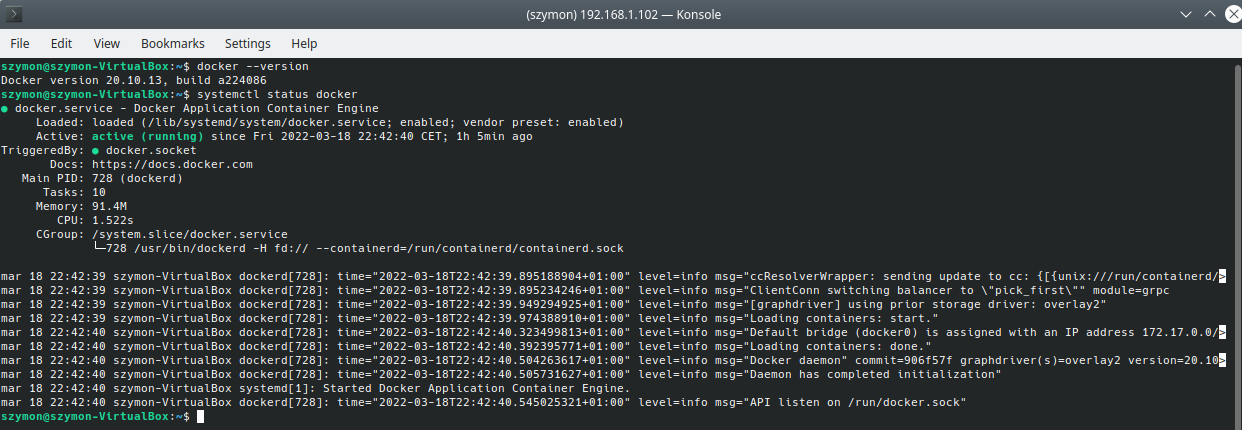 (szymon) 192.168.1.102 — Konsole
File Edit View Bookmarks Settings Help
szymon@szymon-VirtualBox:~$ docker --version
Docker version 20.10.13, build a224086
szymon@szymon-VirtualBox:~$ systemctl status docker
● docker.service - Docker Application Container Engine
     Loaded: loaded (/lib/systemd/system/docker.service; enabled; vendor preset: enabled)
     Active: active (running) since Fri 2022-03-18 22:42:40 CET; 1h 5min ago
TriggeredBy: ● docker.socket
       Docs: https://docs.docker.com
   Main PID: 728 (dockerd)
      Tasks: 10
     Memory: 91.4M
        CPU: 1.522s
     CGroup: /system.slice/docker.service
             └─728 /usr/bin/dockerd -H fd:// --containerd=/run/containerd/containerd.sock
mar 18 22:42:39 szymon-VirtualBox dockerd[728]: time="2022-03-18T22:42:39.895188904+01:00" level=info msg="ccResolverWrapper: sending update to cc: {[{unix:///run/containerd/>
mar 18 22:42:39 szymon-VirtualBox dockerd[728]: time="2022-03-18T22:42:39.895234246+01:00" level=info msg="ClientConn switching balancer to \"pick_first\"" module=grpc
mar 18 22:42:39 szymon-VirtualBox dockerd[728]: time="2022-03-18T22:42:39.949294925+01:00" level=info msg="[graphdriver] using prior storage driver: overlay2"
mar 18 22:42:39 szymon-VirtualBox dockerd[728]: time="2022-03-18T22:42:39.974388910+01:00" level=info msg="Loading containers: start."
mar 18 22:42:40 szymon-VirtualBox dockerd[728]: time="2022-03-18T22:42:40.323499813+01:00" level=info msg="Default bridge (docker0) is assigned with an IP address 172.17.0.0/>
mar 18 22:42:40 szymon-VirtualBox dockerd[728]: time="2022-03-18T22:42:40.392395771+01:00" level=info msg="Loading containers: done."
mar 18 22:42:40 szymon-VirtualBox dockerd[728]: time="2022-03-18T22:42:40.504263617+01:00" level=info msg="Docker daemon" commit=906f57f graphdriver(s)=overlay2 version=20.10>
mar 18 22:42:40 szymon-VirtualBox dockerd[728]: time="2022-03-18T22:42:40.505731627+01:00" level=info msg="Daemon has completed initialization"
mar 18 22:42:40 szymon-VirtualBox systemd[1]: Started Docker Application Container Engine.
mar 18 22:42:40 szymon-VirtualBox dockerd[728]: time="2022-03-18T22:42:40.545025321+01:00" level=info msg="API listen on /run/docker.sock"
szymon@szymon-VirtualBox:~$